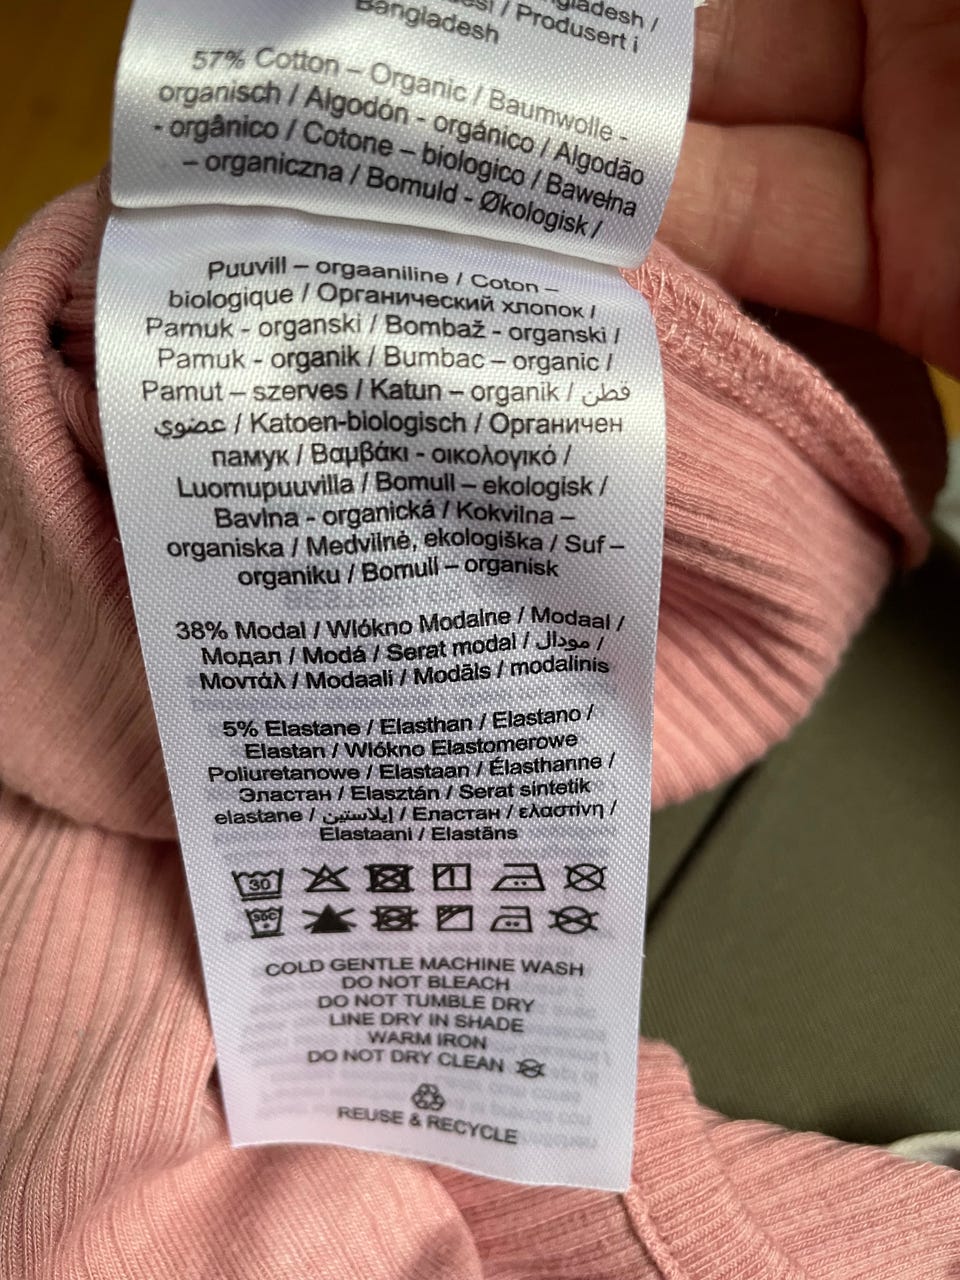 Bangladesh / Produsert i
Bangladesh
57% Cotton – Organic / Baumwolle -
organisch / Algodón - orgánico / Algodão
- orgânico / Cotone – biologico / Bawełna
– organiczna / Bomuld - Økologisk /
Puuvill – orgaaniline / Coton –
biologique / Органический хлопок /
Pamuk - organski / Bombaž - organski /
Pamuk - organik / Bumbac – organic /
Pamut – szerves / Katun – organik / قطن
عضوي / Katoen-biologisch / Органичен
памук / Βαμβάκι - οικολογικό /
Luomupuuvilla / Bomull – ekologisk /
Bavlna - organická / Kokvilna –
organiska / Medvilnė, ekologiška / Suf –
organiku / Bomull – organisk
38% Modal / Wlókno Modalne / Modaal /
Модал / Modá / Serat modal / مودال /
Μοντάλ / Modaali / Modāls / modalinis
5% Elastane / Elasthan / Elastano /
Elastan / Wlókno Elastomerowe
Poliuretanowe / Elastaan / Élasthanne /
Эластан / Elasztán / Serat sintetik
elastane / إيلاستين / Еластан / ελαστίνη /
Elastaani / Elastāns
30
COLD GENTLE MACHINE WASH
DO NOT BLEACH
DO NOT TUMBLE DRY
LINE DRY IN SHADE
WARM IRON
DO NOT DRY CLEAN
REUSE & RECYCLE